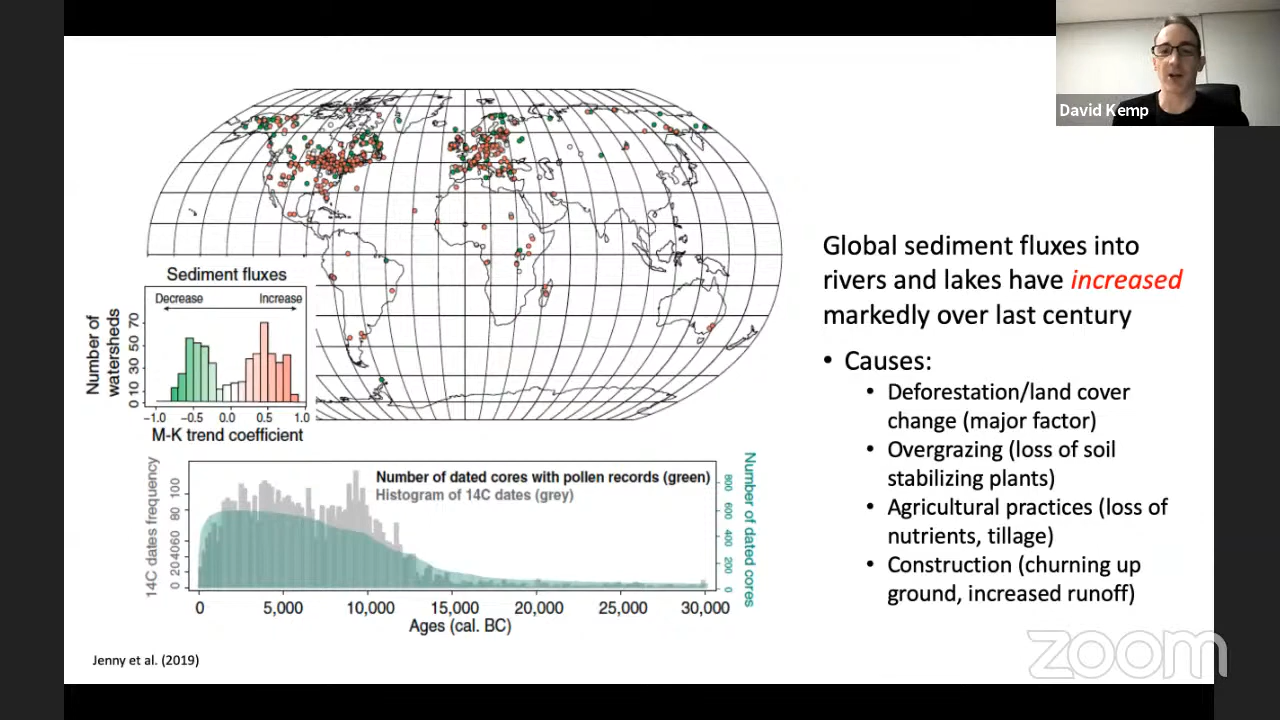 David Kemp
Global sediment fluxes into
rivers and lakes have increased
markedly over last century
• Causes:
• Deforestation/land cover
change (major factor)
• Overgrazing (loss of soil
stabilizing plants)
• Agricultural practices (loss of
nutrients, tillage)
• Construction (churning up
ground, increased runoff)
Sediment fluxes
Decrease
Increase
Number of
watersheds
0 10 30 50 70
−1.0 −0.5 0.0 0.5 1.0
M-K trend coefficient
Number of dated cores with pollen records (green)
Histogram of 14C dates (grey)
14C dates frequency
0 20 40 60 80 100
Number of dated cores
0 200 400 600 800
0 5,000 10,000 15,000 20,000 25,000 30,000
Ages (cal. BC)
Jenny et al. (2019)
zoom